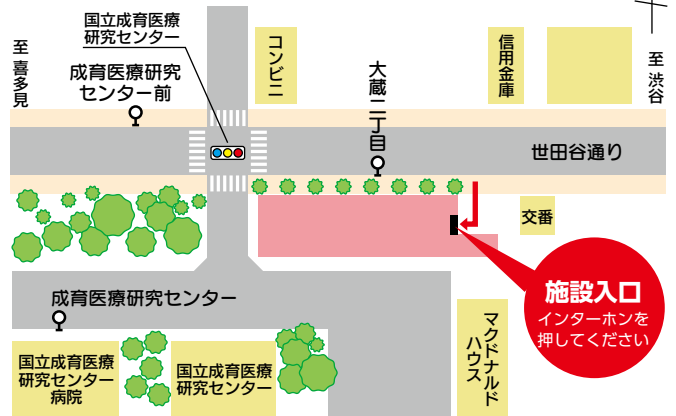 国立成育医療
研究センター
至 喜多見
成育医療研究
センター前
コンビニ
大蔵二丁目
信用金庫
至 渋谷
世田谷通り
交番
施設入口
インターホンを
押してください
成育医療研究センター
国立成育医療
研究センター
病院
国立成育医療
研究センター
マクドナルド
ハウス